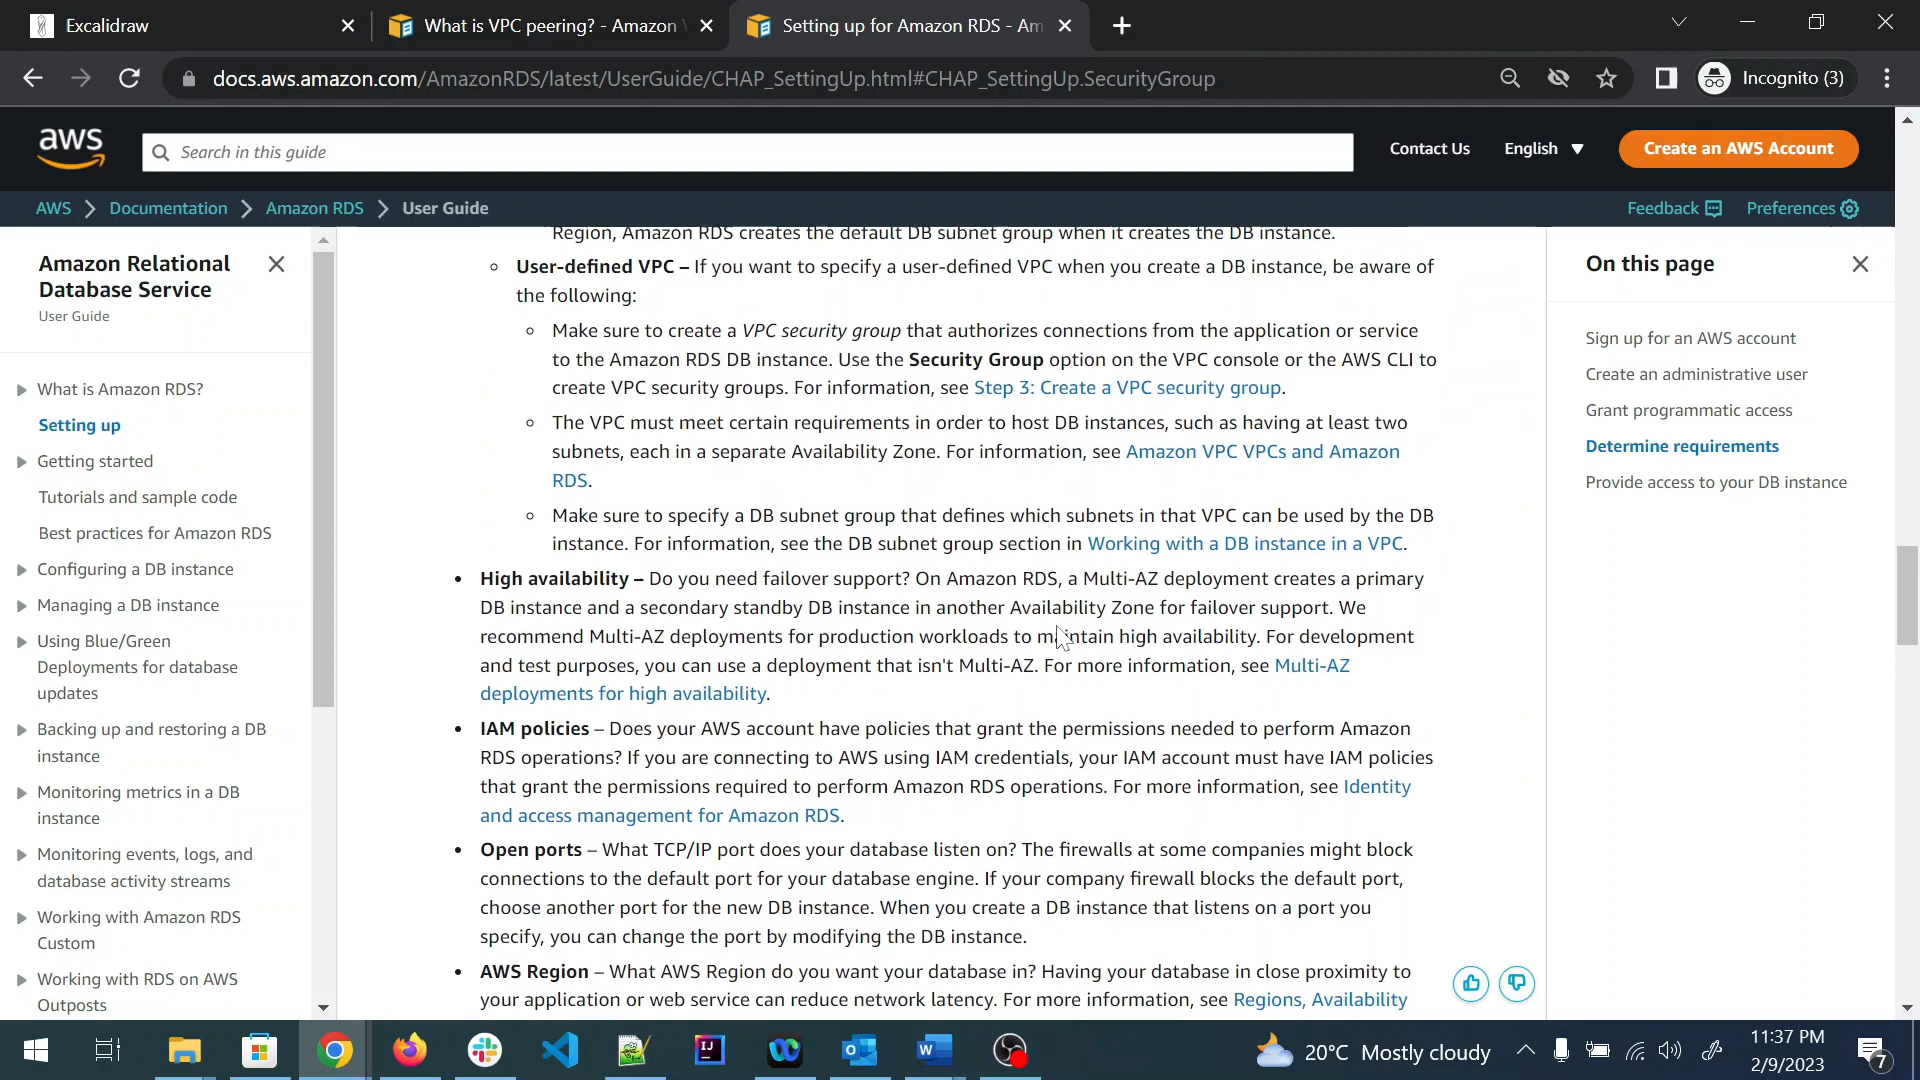 Excalidraw
What is VPC peering? - Amazon V
Setting up for Amazon RDS - Am
docs.aws.amazon.com/AmazonRDS/latest/UserGuide/CHAP_SettingUp.html#CHAP_SettingUp.SecurityGroup
Incognito (3)
aws
Search in this guide
Contact Us
English
Create an AWS Account
AWS
Documentation
Amazon RDS
User Guide
Feedback
Preferences
Amazon Relational
Database Service
User Guide
What is Amazon RDS?
Setting up
Getting started
Tutorials and sample code
Best practices for Amazon RDS
Configuring a DB instance
Managing a DB instance
Using Blue/Green
Deployments for database
updates
Backing up and restoring a DB
instance
Monitoring metrics in a DB
instance
Monitoring events, logs, and
database activity streams
Working with Amazon RDS
Custom
Working with RDS on AWS
Outposts
Region, Amazon RDS creates the default DB subnet group when it creates the DB instance.
User-defined VPC – If you want to specify a user-defined VPC when you create a DB instance, be aware of
the following:
Make sure to create a VPC security group that authorizes connections from the application or service
to the Amazon RDS DB instance. Use the Security Group option on the VPC console or the AWS CLI to
create VPC security groups. For information, see Step 3: Create a VPC security group.
The VPC must meet certain requirements in order to host DB instances, such as having at least two
subnets, each in a separate Availability Zone. For information, see Amazon VPC VPCs and Amazon
RDS.
Make sure to specify a DB subnet group that defines which subnets in that VPC can be used by the DB
instance. For information, see the DB subnet group section in Working with a DB instance in a VPC.
High availability – Do you need failover support? On Amazon RDS, a Multi-AZ deployment creates a primary
DB instance and a secondary standby DB instance in another Availability Zone for failover support. We
recommend Multi-AZ deployments for production workloads to maintain high availability. For development
and test purposes, you can use a deployment that isn't Multi-AZ. For more information, see Multi-AZ
deployments for high availability.
IAM policies – Does your AWS account have policies that grant the permissions needed to perform Amazon
RDS operations? If you are connecting to AWS using IAM credentials, your IAM account must have IAM policies
that grant the permissions required to perform Amazon RDS operations. For more information, see Identity
and access management for Amazon RDS.
Open ports – What TCP/IP port does your database listen on? The firewalls at some companies might block
connections to the default port for your database engine. If your company firewall blocks the default port,
choose another port for the new DB instance. When you create a DB instance that listens on a port you
specify, you can change the port by modifying the DB instance.
AWS Region – What AWS Region do you want your database in? Having your database in close proximity to
your application or web service can reduce network latency. For more information, see Regions, Availability
On this page
Sign up for an AWS account
Create an administrative user
Grant programmatic access
Determine requirements
Provide access to your DB instance
20°C Mostly cloudy
11:37 PM
2/9/2023
7